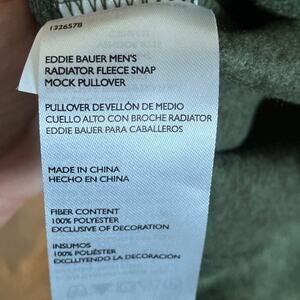 1326578
EDDIE BAUER MEN'S
RADIATOR FLEECE SNAP
MOCK PULLOVER
PULLOVER DE VELLÓN DE MEDIO
CUELLO ALTO CON BROCHE RADIATOR
EDDIE BAUER PARA CABALLEROS
MADE IN CHINA
HECHO EN CHINA
FIBER CONTENT
100% POLYESTER
EXCLUSIVE OF DECORATION
INSUMOS
100% POLIÉSTER
EXCLUYENDO LA DECORACIÓN